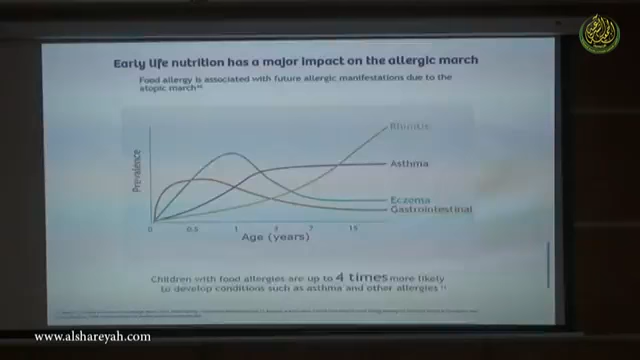 Early life nutrition has a major impact on the allergic march
Food allergy is associated with future allergic manifestations due to the
atopic march
Rhinitis
Asthma
Eczema
Gastrointestinal
Prevalence
0 0.5 1 3 7 15
Age (years)
Children with food allergies are up to 4 times more likely
to develop conditions such as asthma and other allergies
www.alshareyah.com